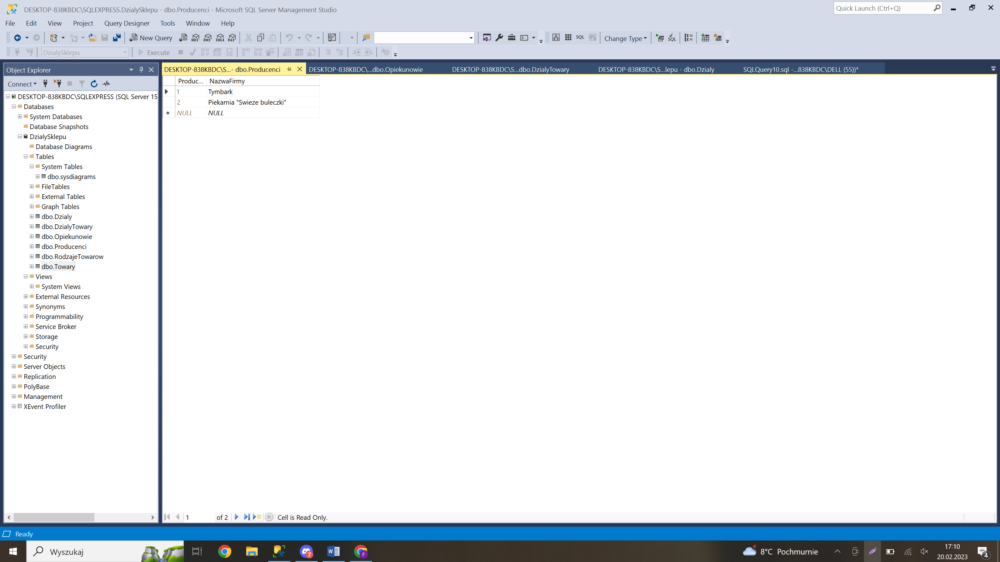 DESKTOP-838KBDC\SQLEXPRESS.DzialySklepu - dbo.Producenci - Microsoft SQL Server Management Studio
Quick Launch (Ctrl+Q)
File Edit View Project Query Designer Tools Window Help
New Query MDX DMX XMLA DAX SQL Change Type SQL
DzialySklepu Execute
Object Explorer
DESKTOP-838KBDC\S...- dbo.Producenci DESKTOP-838KBDC\...dbo.Opiekunowie DESKTOP-838KBDC\S...dbo.DzialyTowary DESKTOP-838KBDC\S...lepu - dbo.Dzialy SQLQuery10.sql -...838KBDC\DELL (55))*
Connect
DESKTOP-838KBDC\SQLEXPRESS (SQL Server 15
Databases
System Databases
Database Snapshots
DzialySklepu
Database Diagrams
Tables
System Tables
dbo.sysdiagrams
FileTables
External Tables
Graph Tables
dbo.Dzialy
dbo.DzialyTowary
dbo.Opiekunowie
dbo.Producenci
dbo.RodzajeTowarow
dbo.Towary
Views
System Views
External Resources
Synonyms
Programmability
Service Broker
Storage
Security
Security
Server Objects
Replication
PolyBase
Management
XEvent Profiler
Produc... NazwaFirmy
1 Tymbark
2 Piekarnia "Swieze buleczki"
NULL NULL
1 of 2 Cell is Read Only.
Ready
Wyszukaj
7
W
F
8°C Pochmurnie
17:10
20.02.2023
4